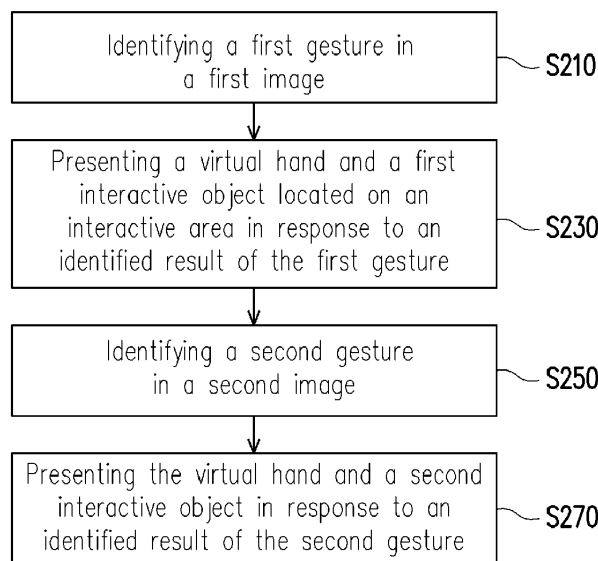 Identifying a first gesture in
a first image
S210
Presenting a virtual hand and a first
interactive object located on an
interactive area in response to an
identified result of the first gesture
S230
Identifying a second gesture
in a second image
S250
Presenting the virtual hand and a second
interactive object in response to an
identified result of the second gesture
S270